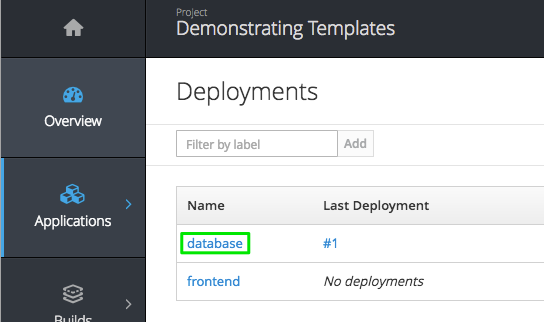 Project
Demonstrating Templates
Overview
Applications
Builds
Deployments
Filter by label
Add
Name
Last Deployment
database
#1
frontend
No deployments